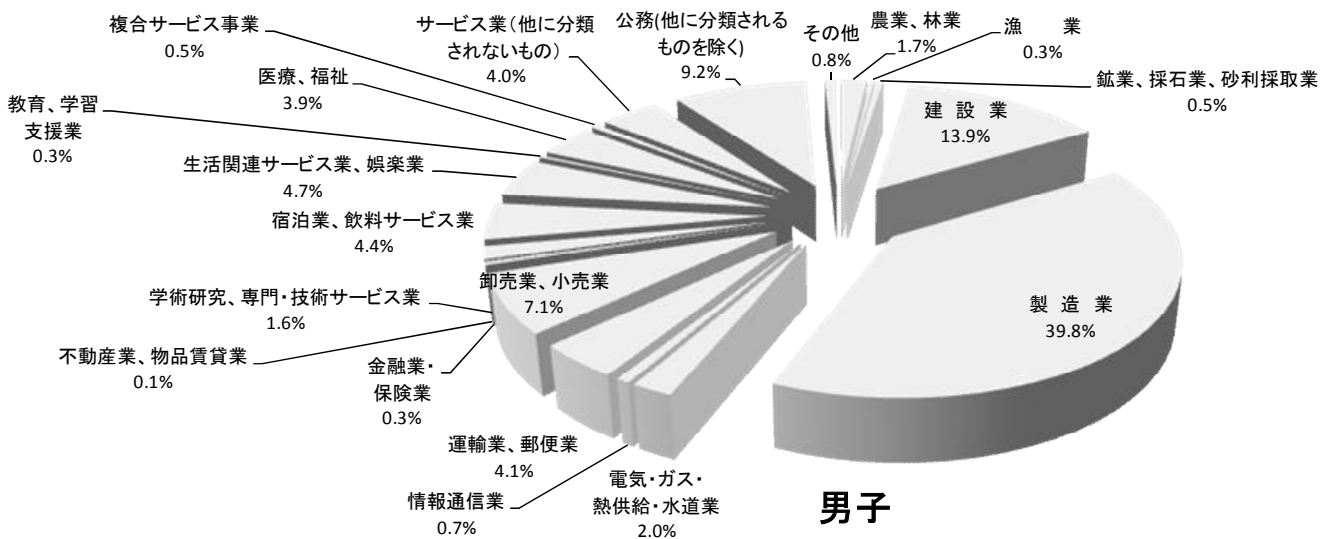 農業、林業
1.7%
漁　業
0.3%
鉱業、採石業、砂利採取業
0.5%
建 設 業
13.9%
製 造 業
39.8%
電気・ガス・
熱供給・水道業
2.0%
情報通信業
0.7%
運輸業、郵便業
4.1%
卸売業、小売業
7.1%
金融業・
保険業
0.3%
不動産業、物品賃貸業
0.1%
学術研究、専門・技術サービス業
1.6%
宿泊業、飲料サービス業
4.4%
生活関連サービス業、娯楽業
4.7%
教育、学習
支援業
0.3%
医療、福祉
3.9%
複合サービス事業
0.5%
サービス業（他に分類
されないもの）
4.0%
公務(他に分類される
ものを除く)
9.2%
その他
0.8%
男子